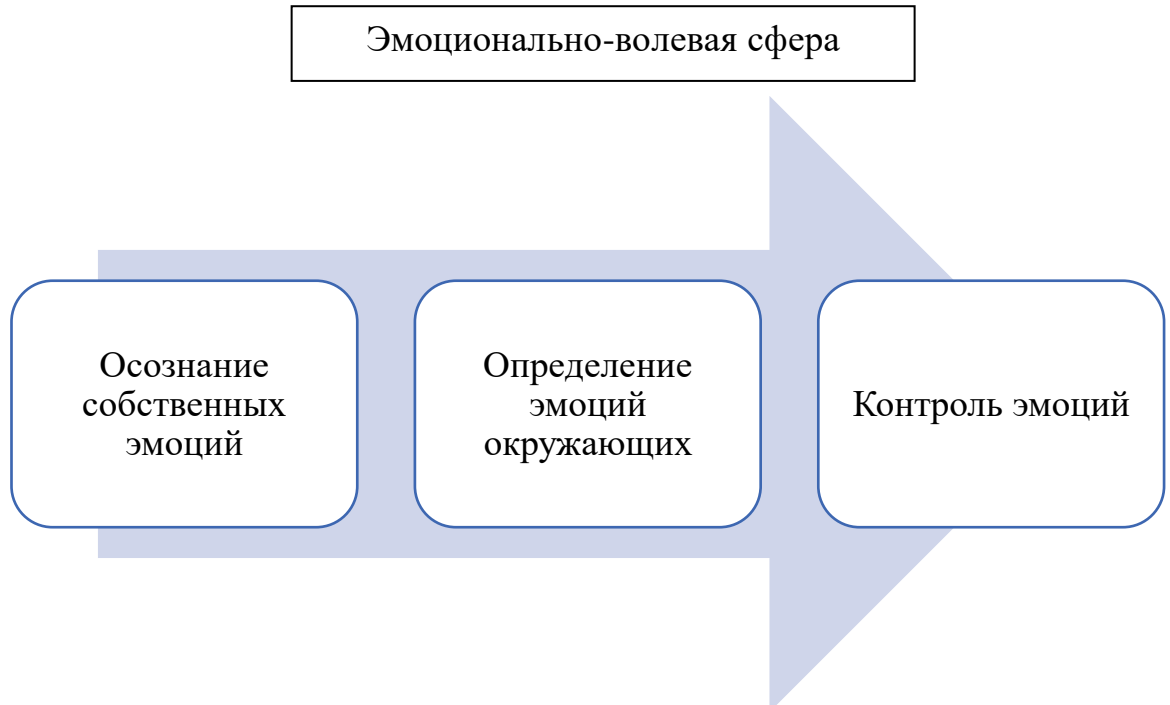 Эмоционально-волевая сфера
Осознание
собственных
эмоций
Определение
эмоций
окружающих
Контроль эмоций